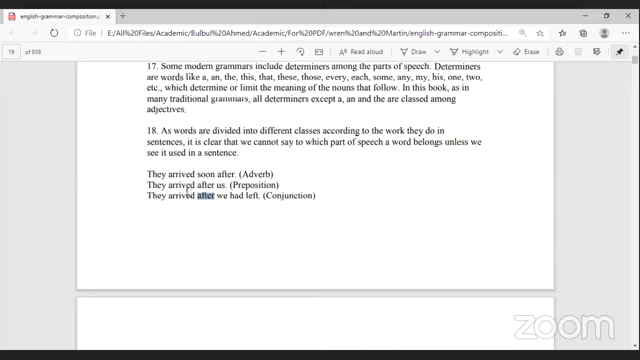 english-grammar-composition.pdf
E:/All%20Files/Academic/Bulbul%20Ahmed/Academic/For%20PDF/wren%20and%20Martin/english-grammar-compositio...
19 of 939
Read aloud
Draw
Highlight
Erase
17. Some modern grammars include determiners among the parts of speech. Determiners
are words like a, an, the, this, that, these, those, every, each, some, any, my, his, one, two,
etc., which determine or limit the meaning of the nouns that follow. In this book, as in
many traditional grammars, all determiners except a, an and the are classed among
adjectives.
18. As words are divided into different classes according to the work they do in
sentences, it is clear that we cannot say to which part of speech a word belongs unless we
see it used in a sentence.
They arrived soon after. (Adverb)
They arrived after us. (Preposition)
They arrived after we had left. (Conjunction)
zoom